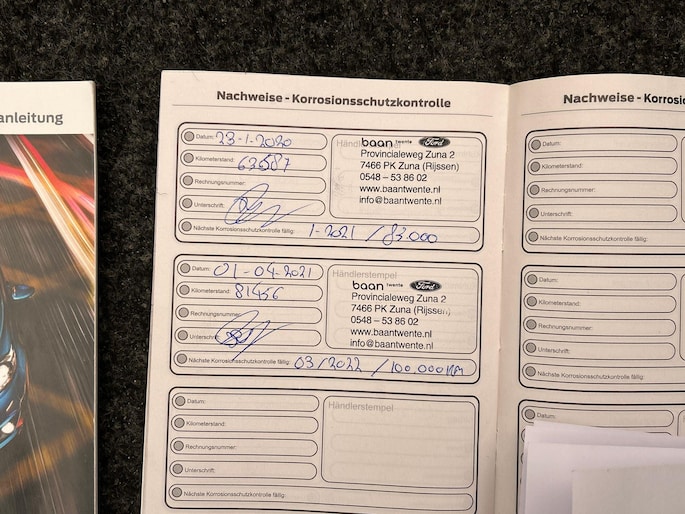 anleitung
Nachweise - Korrosionsschutzkontrolle
Datum: 23-1-2020
Kilometerstand: 63587
Rechnungsnummer:
Unterschrift:
Händlerstempel
baan twente Ford
Provincialeweg Zuna 2
7466 PK Zuna (Rijssen)
0548 – 53 86 02
www.baantwente.nl
info@baantwente.nl
Nächste Korrosionsschutzkontrolle fällig: 1-2021 / 83.000
Datum: 01-04-2021
Kilometerstand: 81456
Rechnungsnummer:
Unterschrift:
Händlerstempel
baan twente Ford
Provincialeweg Zuna 2
7466 PK Zuna (Rijssen)
0548 – 53 86 02
www.baantwente.nl
info@baantwente.nl
Nächste Korrosionsschutzkontrolle fällig: 03/2022 / 100.000KM
Datum:
Kilometerstand:
Rechnungsnummer:
Unterschrift:
Händlerstempel
Nächste Korrosionsschutzkontrolle fällig:
Nachweise - Korros
Datum:
Kilometerstand:
Rechnungsnummer:
Unterschrift:
Nächste Korrosionsschutzkontrolle fällig:
Datum:
Kilometerstand:
Rechnungsnummer:
Unterschrift:
Nächste Korrosionsschutzkontrolle fällig:
Datum: